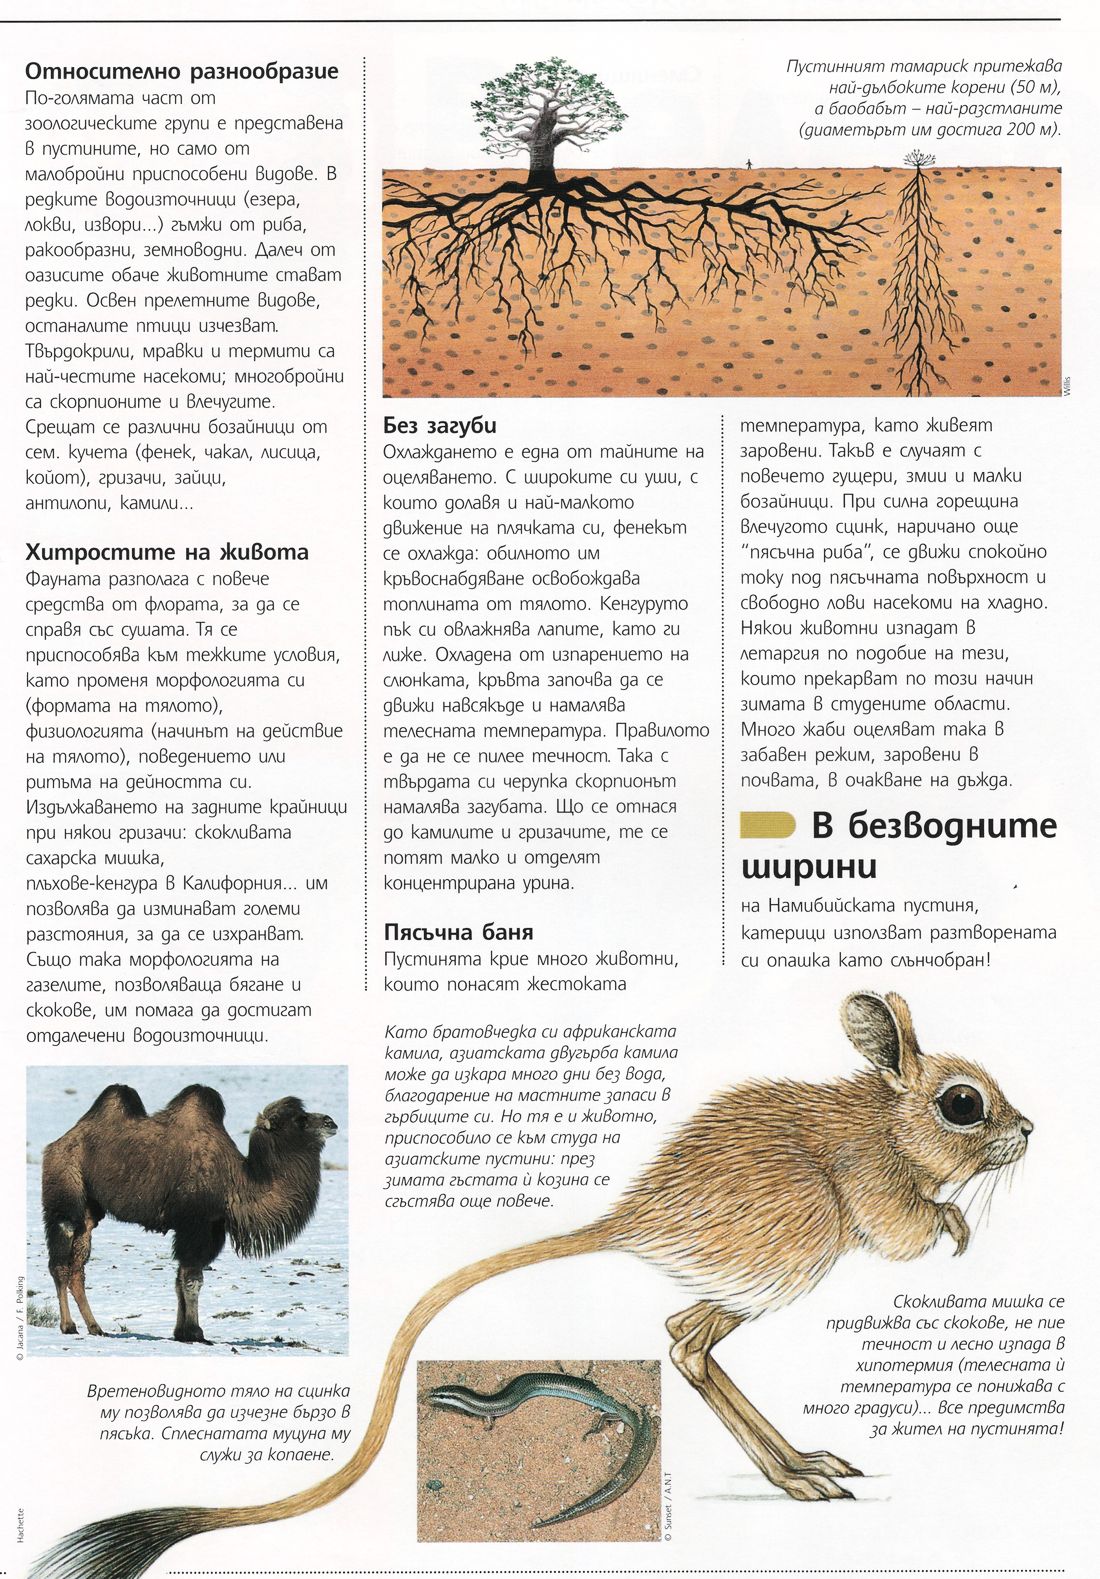 Относително разнообразие
По-голямата част от
зоологическите групи е представена
в пустините, но само от
малобройни приспособени видове. В
редките водоизточници (езера,
локви, извори...) гъмжи от риба,
ракообразни, земноводни. Далеч от
оазисите обаче животните стават
редки. Освен прелетните видове,
останалите птици изчезват.
Твърдокрили, мравки и термити са
най-честите насекоми; многобройни
са скорпионите и влечугите.
Срещат се различни бозайници от
сем. кучета (фенек, чакал, лисица,
койот), гризачи, зайци,
антилопи, камили...
Хитростите на живота
Фауната разполага с повече
средства от флората, за да се
справя със сушата. Тя се
приспособява към тежките условия,
като променя морфологията си
(формата на тялото),
физиологията (начинът на действие
на тялото), поведението или
ритъма на дейността си.
Издължаването на задните крайници
при някои гризачи: скокливата
сахарска мишка,
плъхове-кенгура в Калифорния... им
позволява да изминават големи
разстояния, за да се изхранват.
Също така морфологията на
газелите, позволяваща бягане и
скокове, им помага да достигат
отдалечени водоизточници.
Пустинният тамариск притежава
най-дълбоките корени (50 м),
а баобабът – най-разстланите
(диаметърът им достига 200 м).
Willis
Без загуби
Охлаждането е една от тайните на
оцеляването. С широките си уши, с
които долавя и най-малкото
движение на плячката си, фенекът
се охлажда: обилното им
кръвоснабдяване освобождава
топлината от тялото. Кенгуруто
пък си овлажнява лапите, като ги
лиже. Охладена от изпарението на
слюнката, кръвта започва да се
движи навсякъде и намалява
телесната температура. Правилото
е да не се пилее течност. Така с
твърдата си черупка скорпионът
намалява загубата. Що се отнася
до камилите и гризачите, те се
потят малко и отделят
концентрирана урина.
Пясъчна баня
Пустинята крие много животни,
които понасят жестоката
температура, като живеят
заровени. Такъв е случаят с
повечето гущери, змии и малки
бозайници. При силна горещина
влечугото сцинк, наричано още
“пясъчна риба”, се движи спокойно
току под пясъчната повърхност и
свободно лови насекоми на хладно.
Някои животни изпадат в
летаргия по подобие на тези,
които прекарват по този начин
зимата в студените области.
Много жаби оцеляват така в
забавен режим, заровени в
почвата, в очакване на дъжда.
В безводните
ширини
на Намибийската пустиня,
катерици използват разтворената
си опашка като слънчобран!
Като братовчедка си африканската
камила, азиатската двугърба камила
може да изкара много дни без вода,
благодарение на мастните запаси в
гърбиците си. Но тя е и животно,
приспособило се към студа на
азиатските пустини: през
зимата гъстата ѝ козина се
сгъстява още повече.
© Jacana / F. Polking
Вретеновидното тяло на сцинка
му позволява да изчезне бързо в
пясъка. Сплеснатата муцуна му
служи за копаене.
Скокливата мишка се
придвижва със скокове, не пие
течност и лесно изпада в
хипотермия (телесната ѝ
температура се понижава с
много градуси)... все предимства
за жител на пустинята!
© Sunset / A.N.T
Hachette